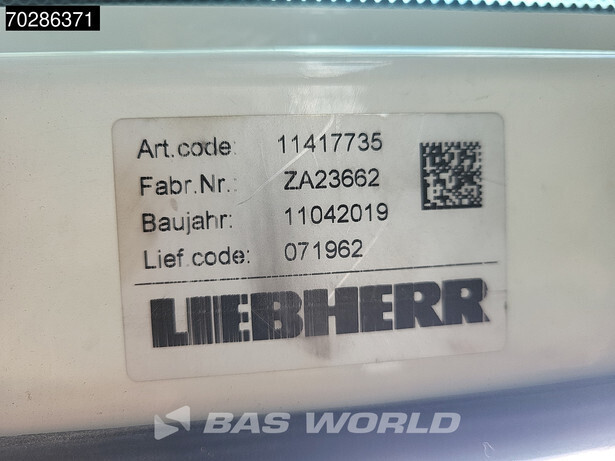 70286371
Art.code: 11417735
Fabr.Nr.: ZA23662
Baujahr: 11042019
Lief.code: 071962
LIEBHERR
BAS WORLD